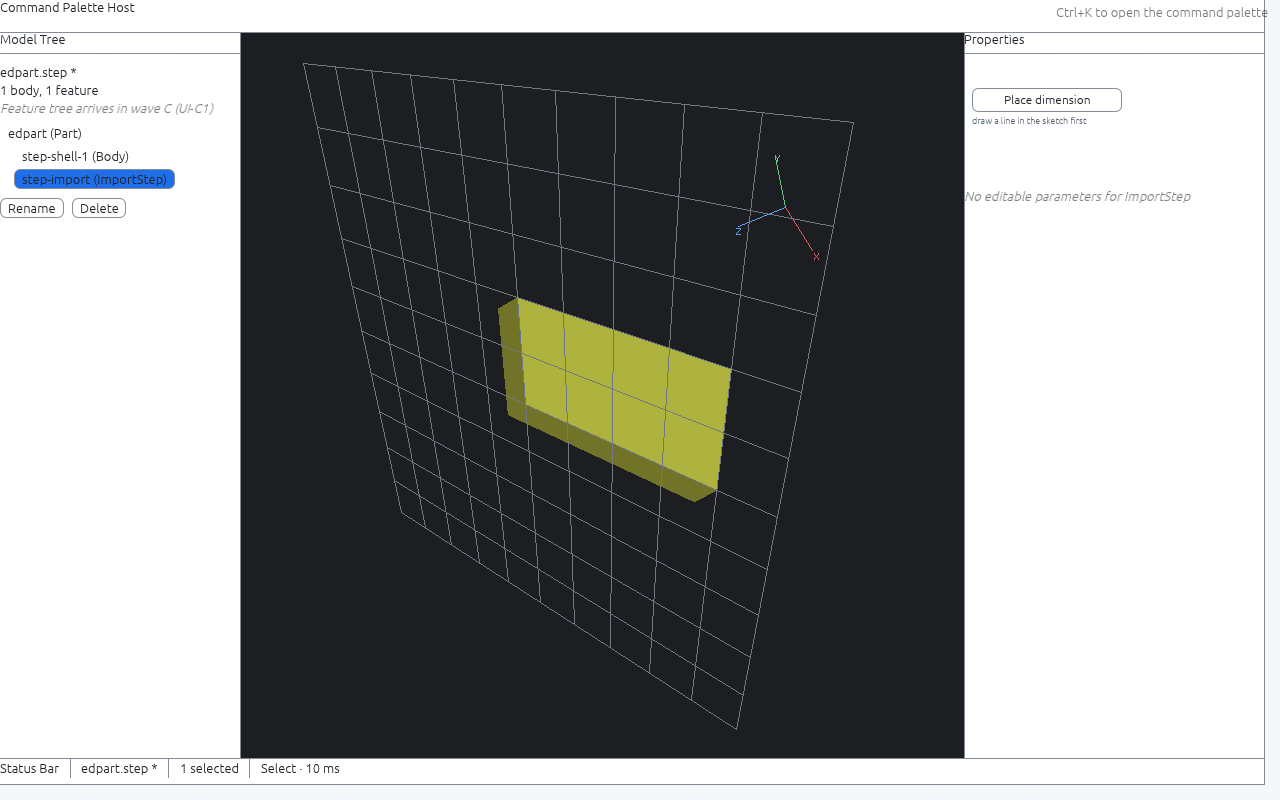 Command Palette Host
Ctrl+K to open the command palette
Model Tree
Properties
edpart.step *
1 body, 1 feature
Feature tree arrives in wave C (UI-C1)
edpart (Part)
step-shell-1 (Body)
step-import (ImportStep)
Rename
Delete
Place dimension
draw a line in the sketch first
No editable parameters for ImportStep
Y
Z
X
Status Bar
edpart.step *
1 selected
Select · 10 ms